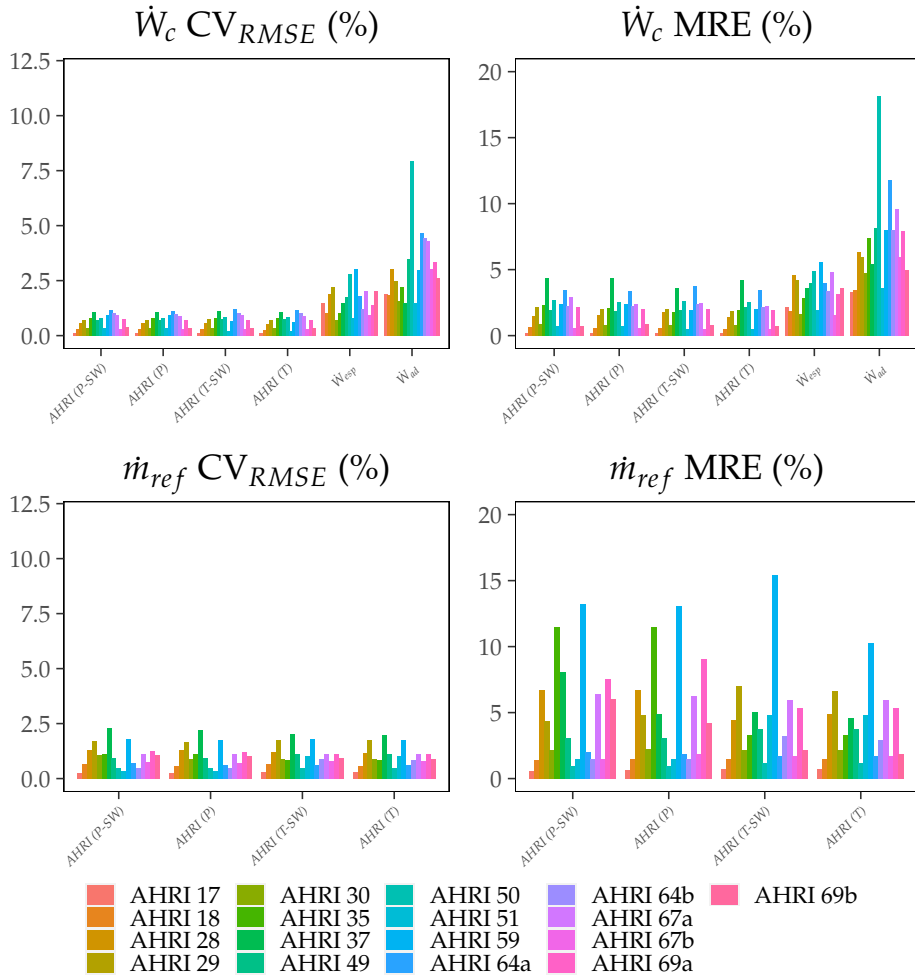 Ẇc CVRMSE (%)
Ẇc MRE (%)
12.5
10.0
7.5
5.0
2.5
0.0
20
15
10
5
0
AHRI (P-SW)
AHRI (P)
AHRI (T-SW)
AHRI (T)
Ẇesp
Ẇad
AHRI (P-SW)
AHRI (P)
AHRI (T-SW)
AHRI (T)
Ẇesp
Ẇad
ṁref CVRMSE (%)
ṁref MRE (%)
12.5
10.0
7.5
5.0
2.5
0.0
20
15
10
5
0
AHRI (P-SW)
AHRI (P)
AHRI (T-SW)
AHRI (T)
AHRI (P-SW)
AHRI (P)
AHRI (T-SW)
AHRI (T)
AHRI 17
AHRI 18
AHRI 28
AHRI 29
AHRI 30
AHRI 35
AHRI 37
AHRI 49
AHRI 50
AHRI 51
AHRI 59
AHRI 64a
AHRI 64b
AHRI 67a
AHRI 67b
AHRI 69a
AHRI 69b